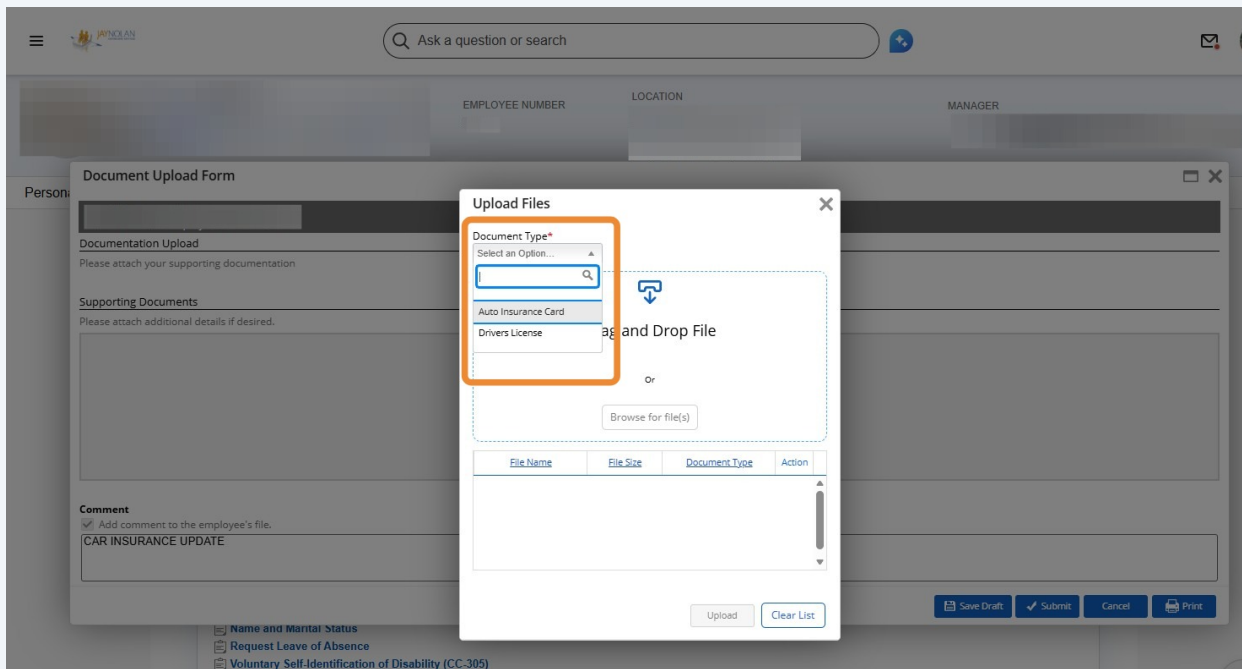 JAYNOLAN
Ask a question or search
EMPLOYEE NUMBER
LOCATION
MANAGER
Document Upload Form
Documentation Upload
Please attach your supporting documentation
Supporting Documents
Please attach additional details if desired.
Upload Files
Document Type*
Select an Option...
Auto Insurance Card
Drivers License
ag and Drop File
Or
Browse for file(s)
File Name File Size Document Type Action
Comment
Add comment to the employee's file.
CAR INSURANCE UPDATE
Upload Clear List
Save Draft Submit Cancel Print
Name and Marital Status
Request Leave of Absence
Voluntary Self-Identification of Disability (CC-305)